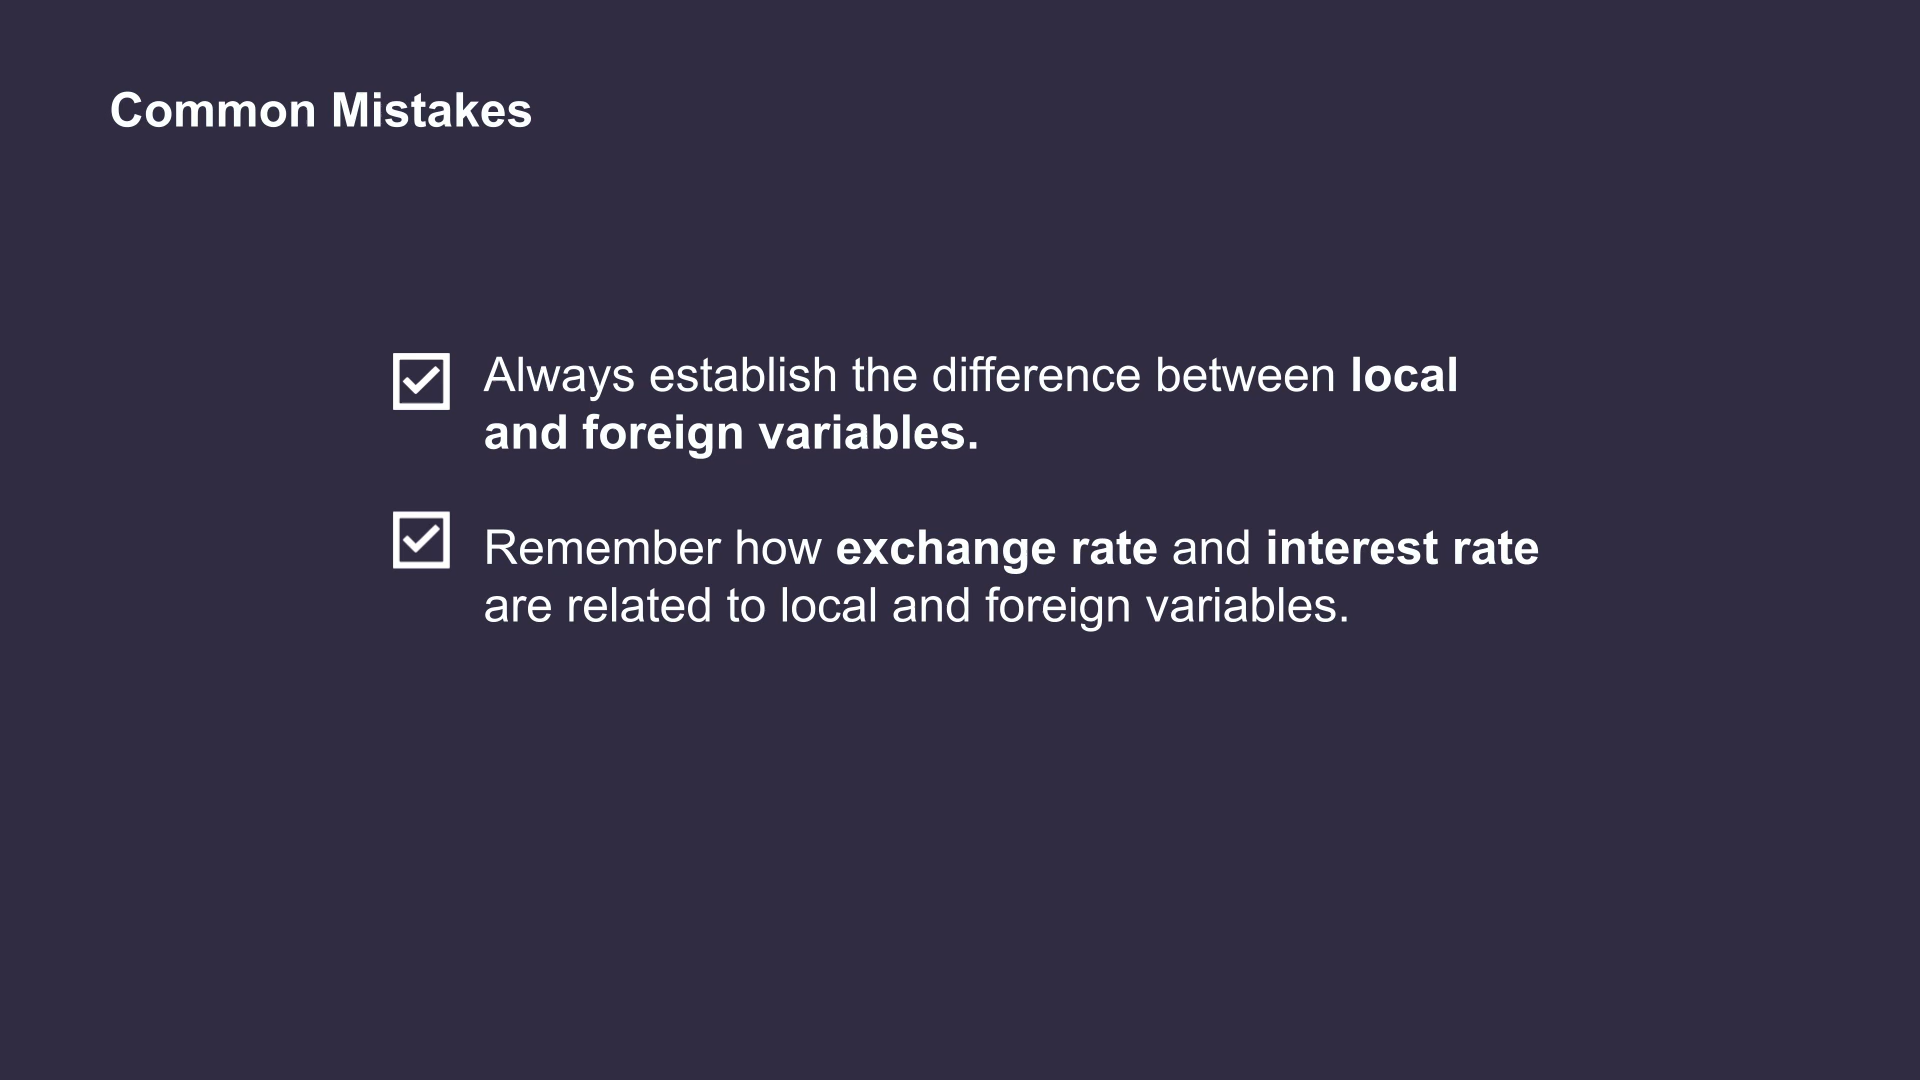 Common Mistakes
Always establish the difference between local
and foreign variables.
Remember how exchange rate and interest rate
are related to local and foreign variables.